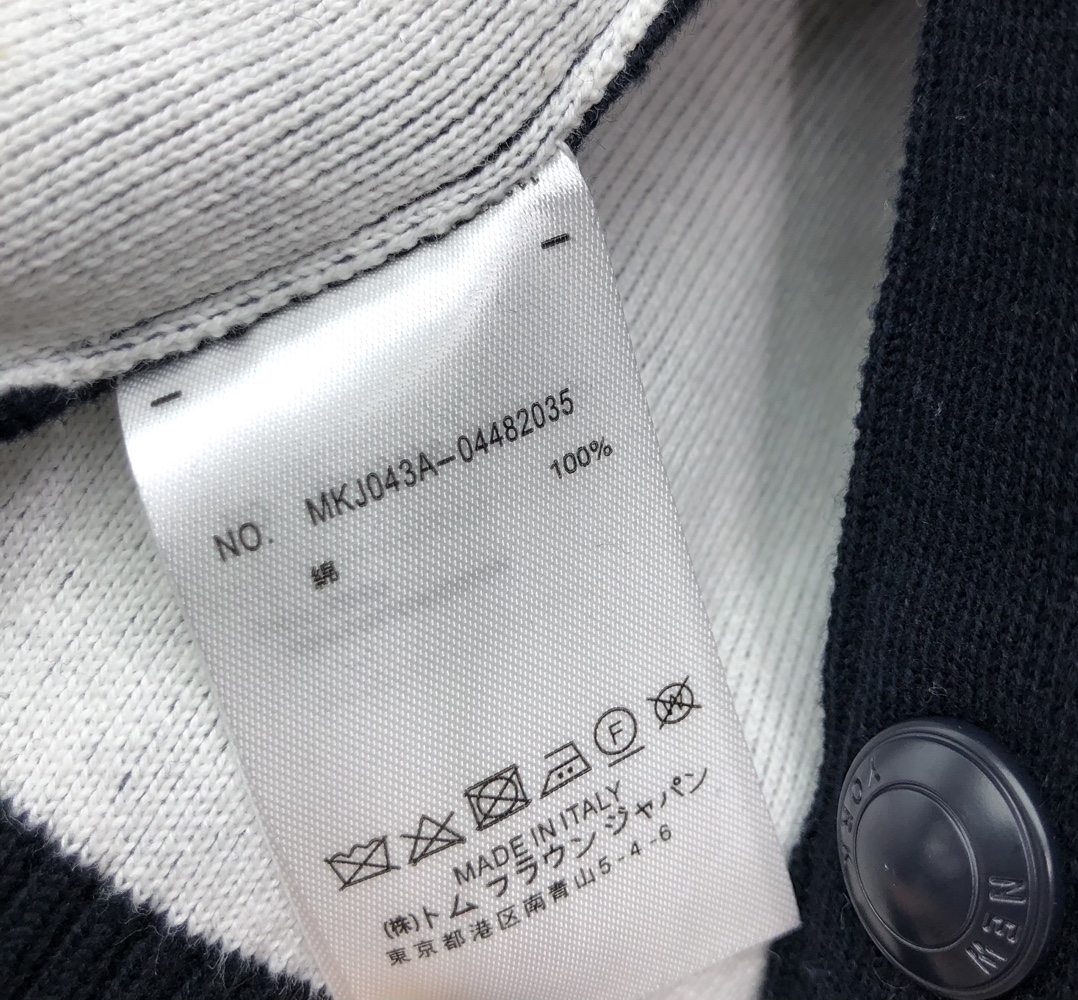 NO. MKJ043A-04482035
綿 100%
F
W
MADE IN ITALY
(株)トム ブラウン ジャパン
東京都港区南青山5-4-6
NEW YORK